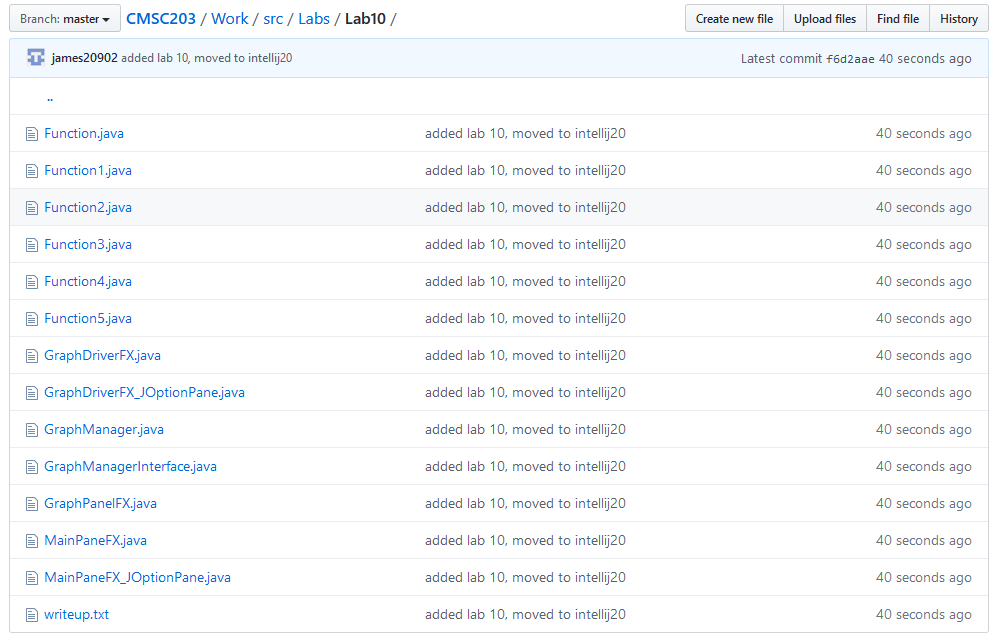 Branch: master CMSC203 / Work / src / Labs / Lab10 / Create new file Upload files Find file History
james20902 added lab 10, moved to intellij20 Latest commit f6d2aae 40 seconds ago
..
Function.java added lab 10, moved to intellij20 40 seconds ago
Function1.java added lab 10, moved to intellij20 40 seconds ago
Function2.java added lab 10, moved to intellij20 40 seconds ago
Function3.java added lab 10, moved to intellij20 40 seconds ago
Function4.java added lab 10, moved to intellij20 40 seconds ago
Function5.java added lab 10, moved to intellij20 40 seconds ago
GraphDriverFX.java added lab 10, moved to intellij20 40 seconds ago
GraphDriverFX_JOptionPane.java added lab 10, moved to intellij20 40 seconds ago
GraphManager.java added lab 10, moved to intellij20 40 seconds ago
GraphManagerInterface.java added lab 10, moved to intellij20 40 seconds ago
GraphPanelFX.java added lab 10, moved to intellij20 40 seconds ago
MainPaneFX.java added lab 10, moved to intellij20 40 seconds ago
MainPaneFX_JOptionPane.java added lab 10, moved to intellij20 40 seconds ago
writeup.txt added lab 10, moved to intellij20 40 seconds ago